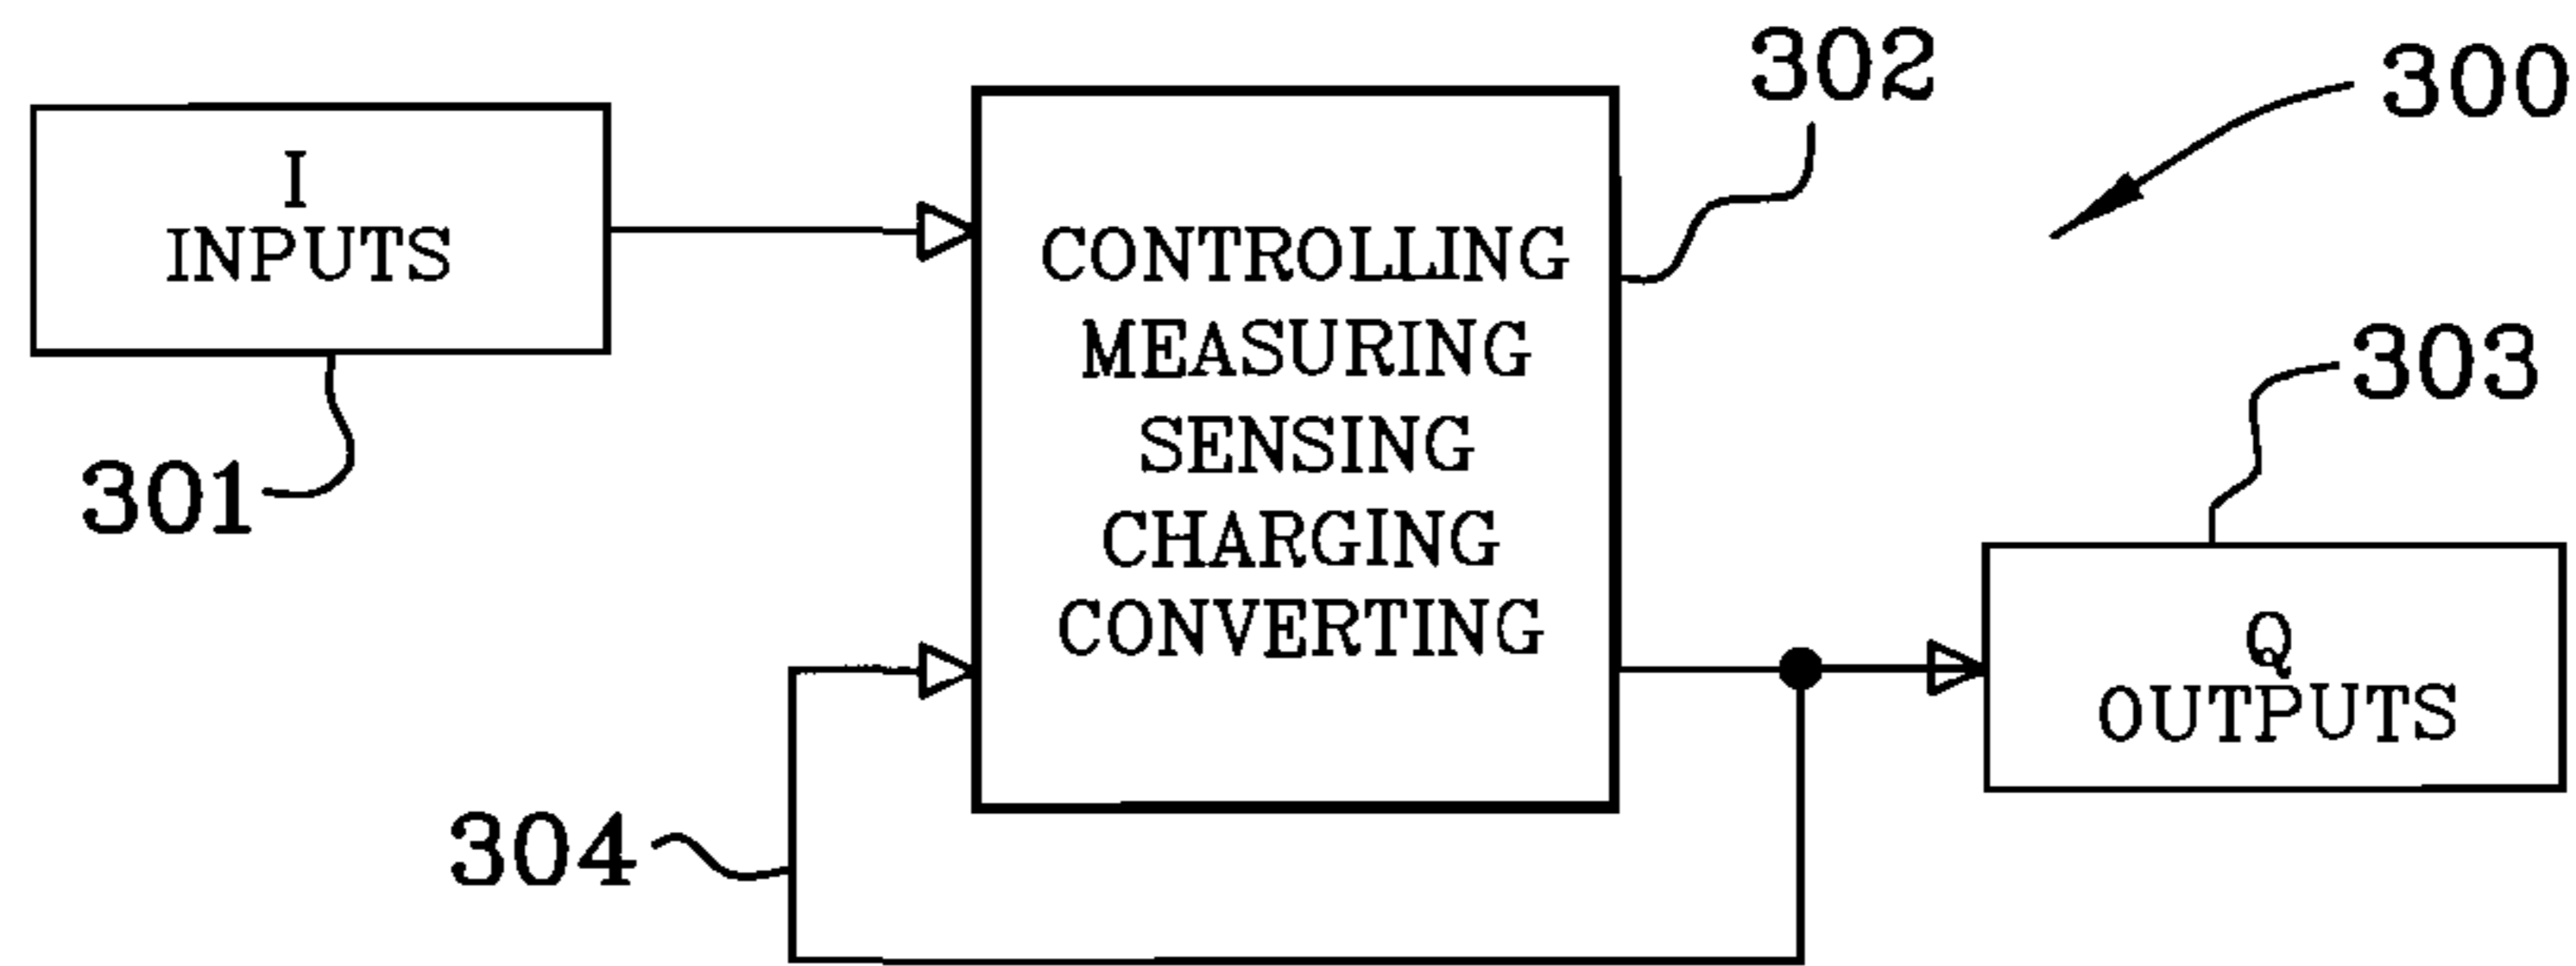 302
300
I
INPUTS
CONTROLLING
MEASURING
SENSING
CHARGING
CONVERTING
301
303
Q
OUTPUTS
304